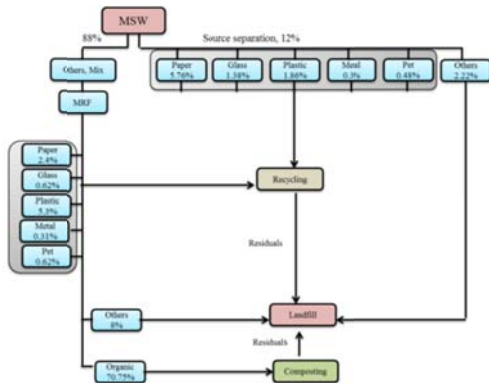 MSW
88%
Source separation, 12%
Others, Mix
Paper
5.76%
Glass
1.38%
Plastic
1.86%
Meal
0.3%
Pet
0.48%
Others
2.22%
MRF
Paper
2.4%
Glass
0.62%
Plastic
5.3%
Metal
0.31%
Pet
0.62%
Recycling
Residuals
Others
8%
Landfill
Residuals
Organic
70.75%
Composting